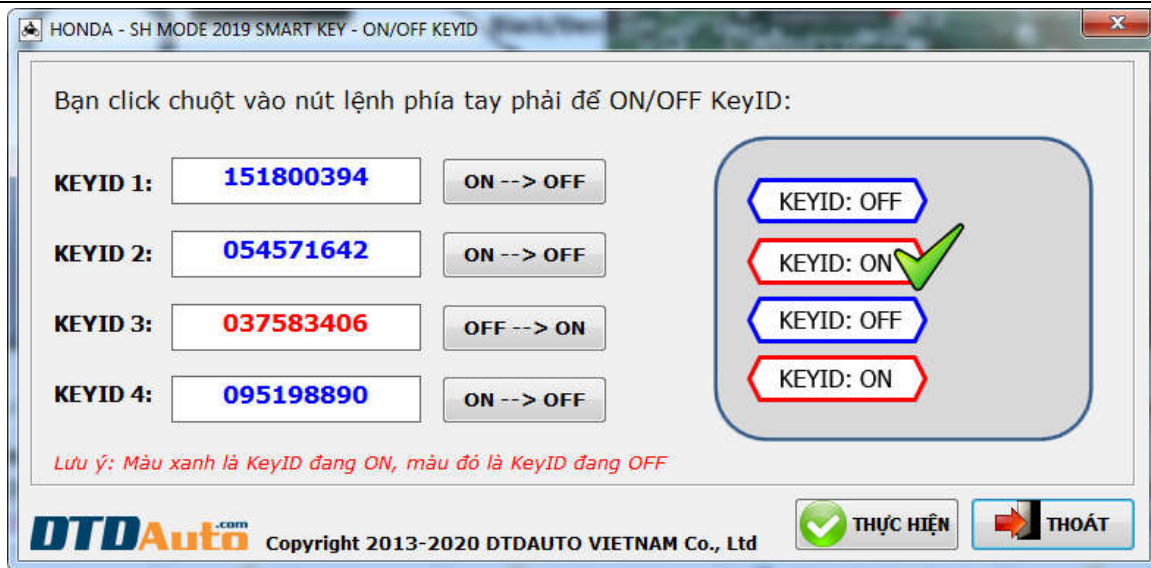 HONDA - SH MODE 2019 SMART KEY - ON/OFF KEYID
x
Bạn click chuột vào nút lệnh phía tay phải để ON/OFF KeyID:
KEYID 1: 151800394 ON --> OFF
KEYID 2: 054571642 ON --> OFF
KEYID 3: 037583406 OFF --> ON
KEYID 4: 095198890 ON --> OFF
KEYID: OFF
KEYID: ON
KEYID: OFF
KEYID: ON
Lưu ý: Màu xanh là KeyID đang ON, màu đỏ là KeyID đang OFF
DTDAuto.com Copyright 2013-2020 DTDAUTO VIETNAM Co., Ltd
THỰC HIỆN
THOÁT